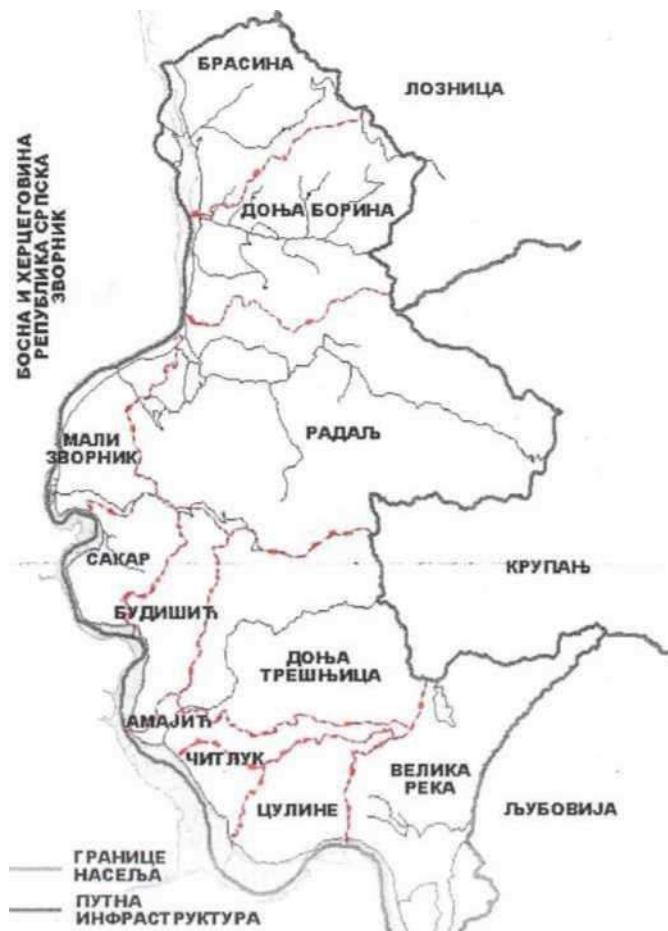 БРАСИНА
ЛОЗНИЦА
БОСНА И ХЕРЦЕГОВИНА
РЕПУБЛИКА СРПСКА
ЗВОРНИК
ДОЊА БОРИНА
МАЛИ
ЗВОРНИК
РАДАЉ
САКАР
КРУПАЊ
БУДИШИЋ
ДОЊА
ТРЕШЊИЦА
АМАЈИЋ
ЧИТЛУК
ВЕЛИКА
РЕКА
ЦУЛИНЕ
ЉУБОВИЈА
ГРАНИЦЕ
НАСЕЉА
ПУТНА
ИНФРАСТРУКТУРА